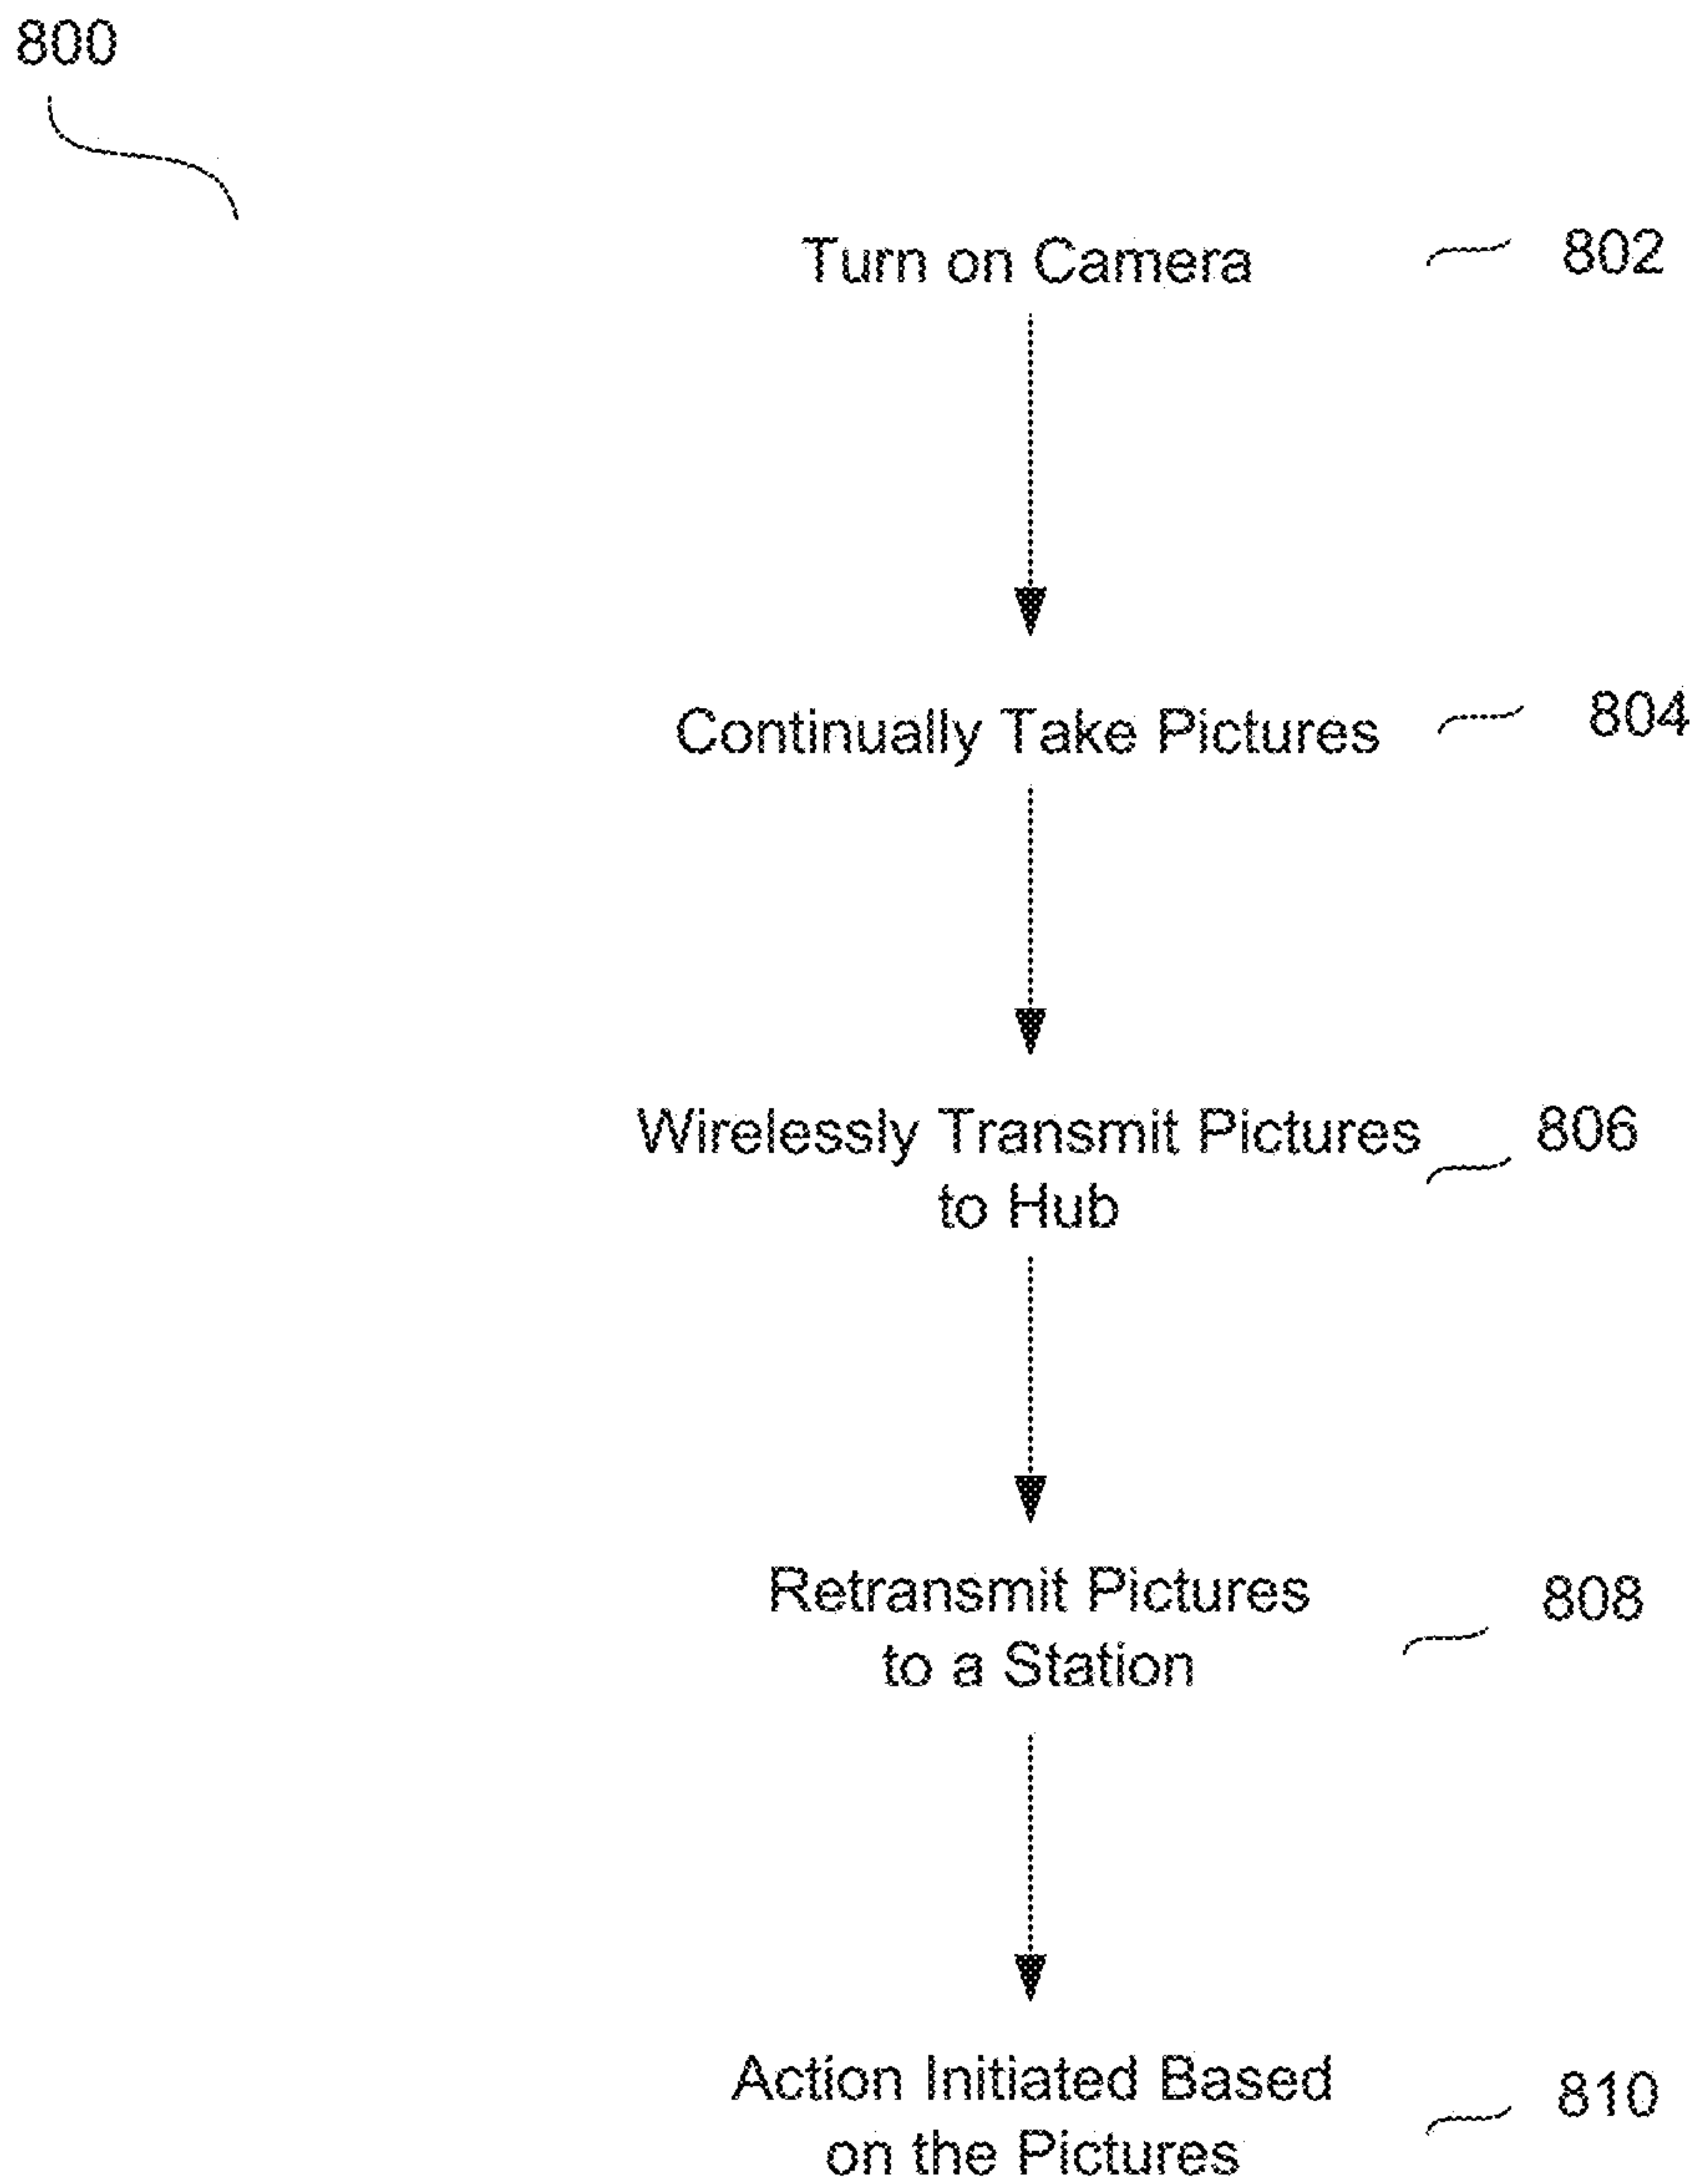 800
Turn on Camera 802
Continually Take Pictures 804
Wirelessly Transmit Pictures 806
to Hub
Retransmit Pictures 808
to a Station
Action Initiated Based 810
on the Pictures